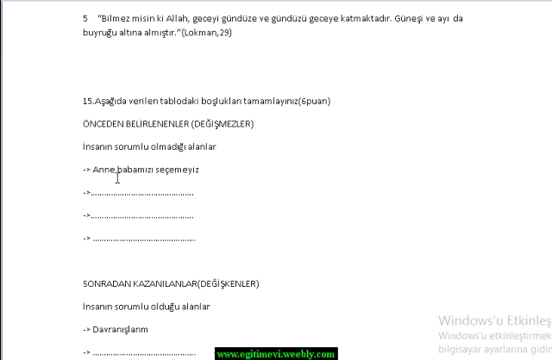 5 “Bilmez misin ki Allah, geceyi gündüze ve gündüzü geceye katmaktadır. Güneşi ve ayı da
buyruğu altına almıştır.”(Lokman,29)
15.Aşağıda verilen tablodaki boşlukları tamamlayınız(6puan)
ÖNCEDEN BELİRLENENLER (DEĞİŞMEZLER)
İnsanın sorumlu olmadığı alanlar
-> Anne babamızı seçemeyiz
->.............................................
->.............................................
-> .............................................
SONRADAN KAZANILANLAR(DEĞİŞKENLER)
İnsanın sorumlu olduğu alanlar
-> Davranışlarım
-> .............................................
Windows'u Etkinleş
Windows'u etkinleştirmek
bilgisayar ayarlarına gidin
www.egitimevi.weebly.com